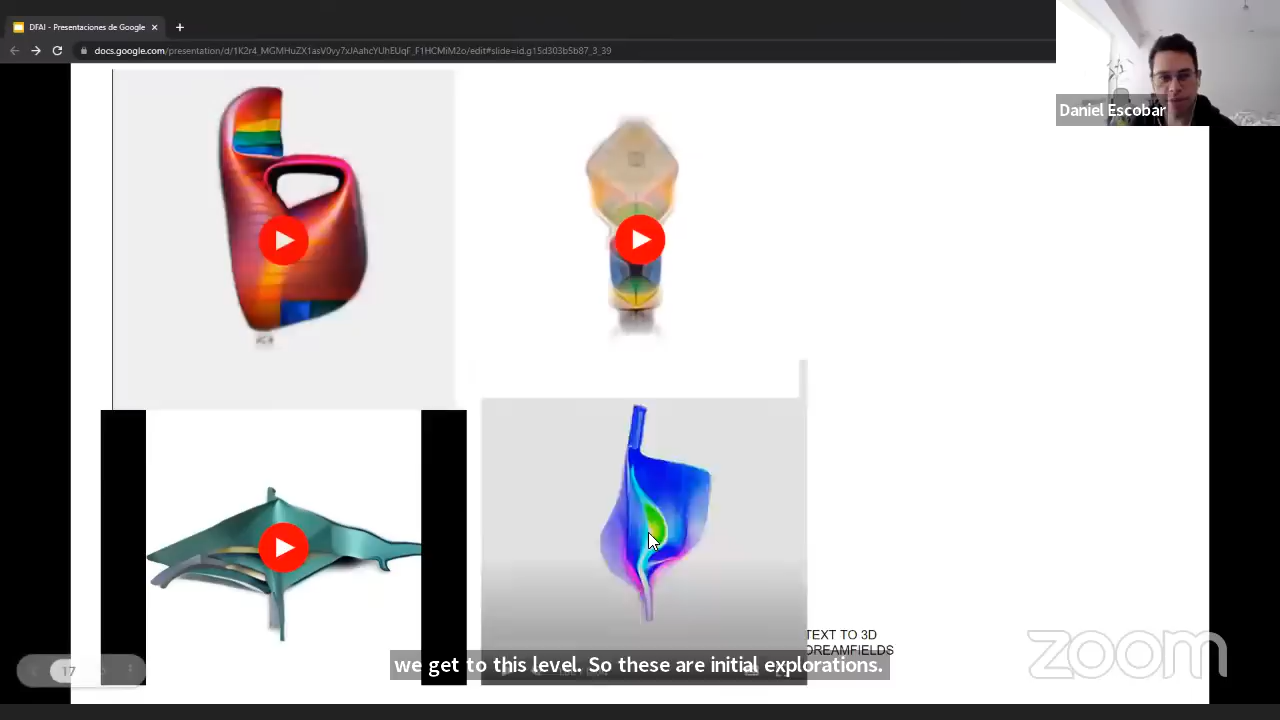 DFAI - Presentaciones de Google
docs.google.com/presentation/d/1K2r4_MGMHuZX1asV0vy7xJAahcYUhEUqF_F1HCMiM2o/edit#slide=id.g15d303b5b87_3_39
Daniel Escobar
TEXT TO 3D
DREAMFIELDS
we get to this level. So these are initial explorations.
17
zoom